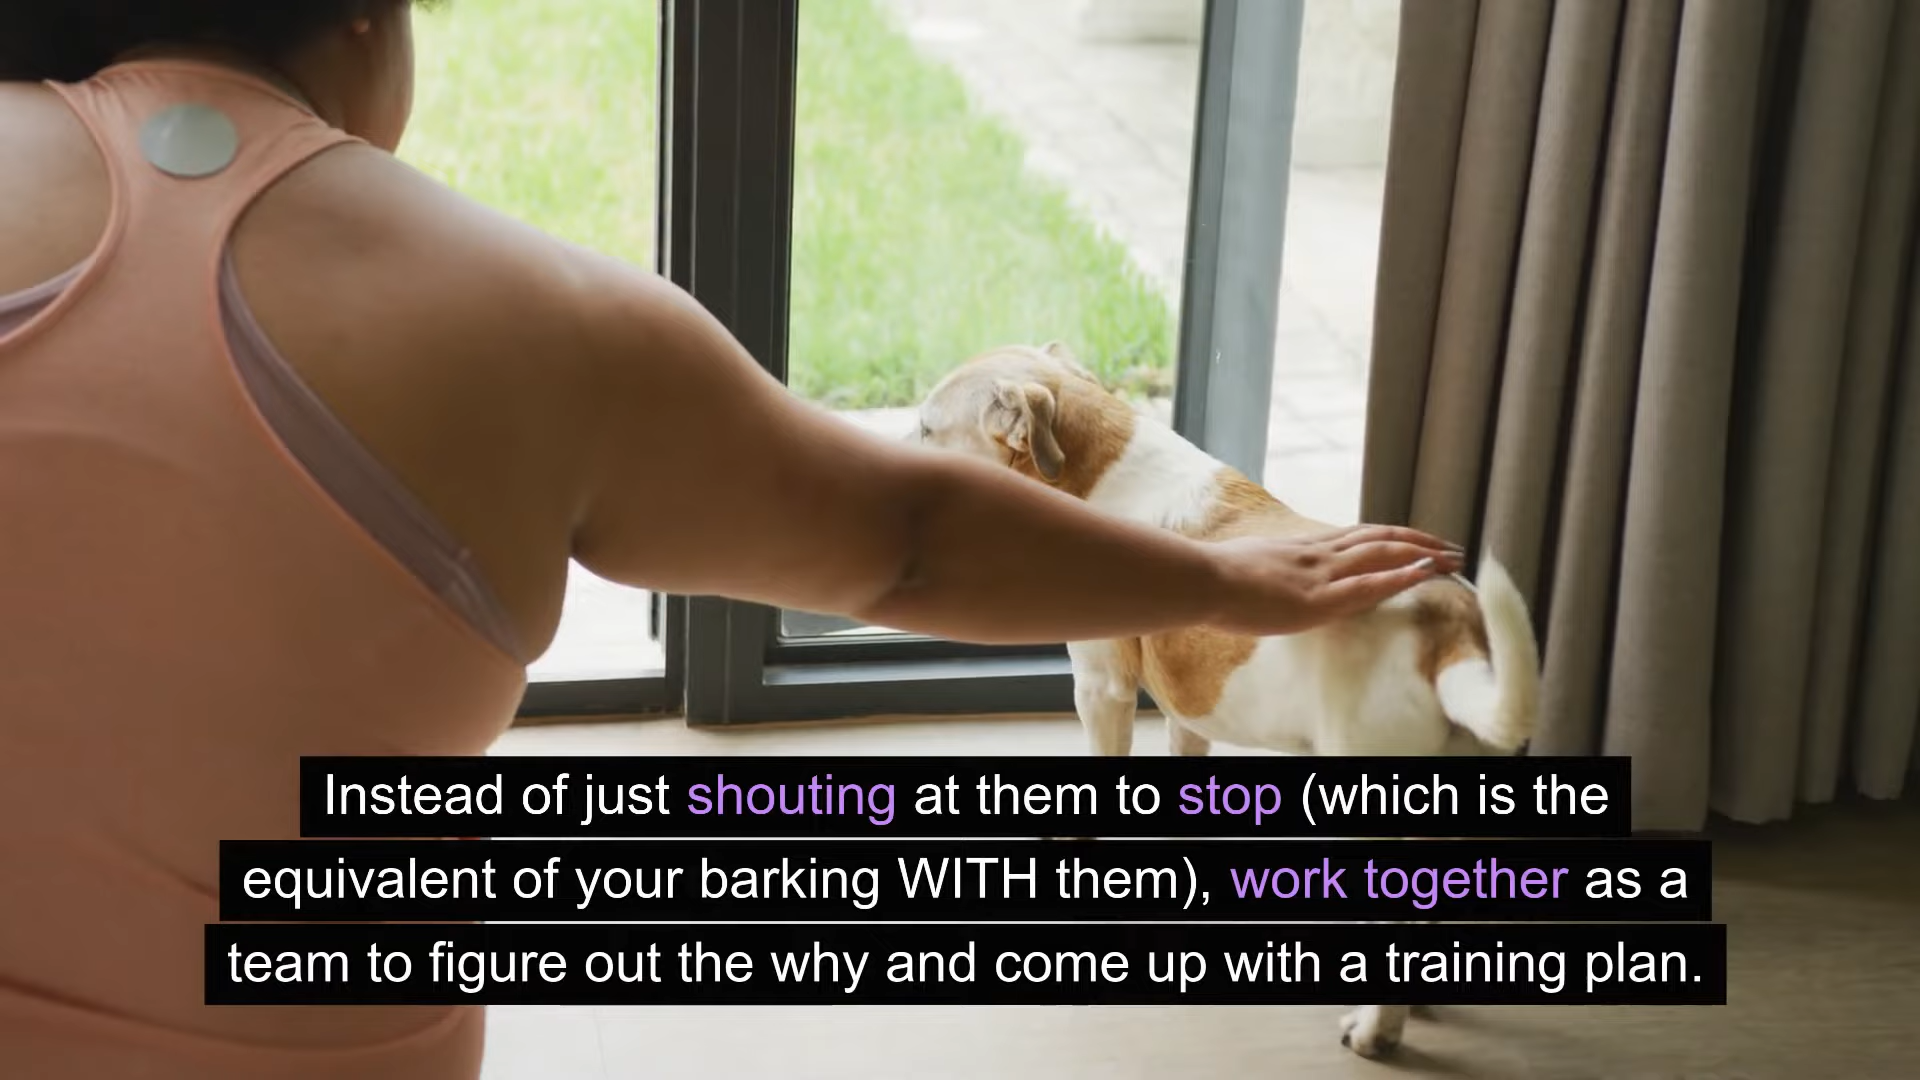 Instead of just shouting at them to stop (which is the
equivalent of your barking WITH them), work together as a
team to figure out the why and come up with a training plan.